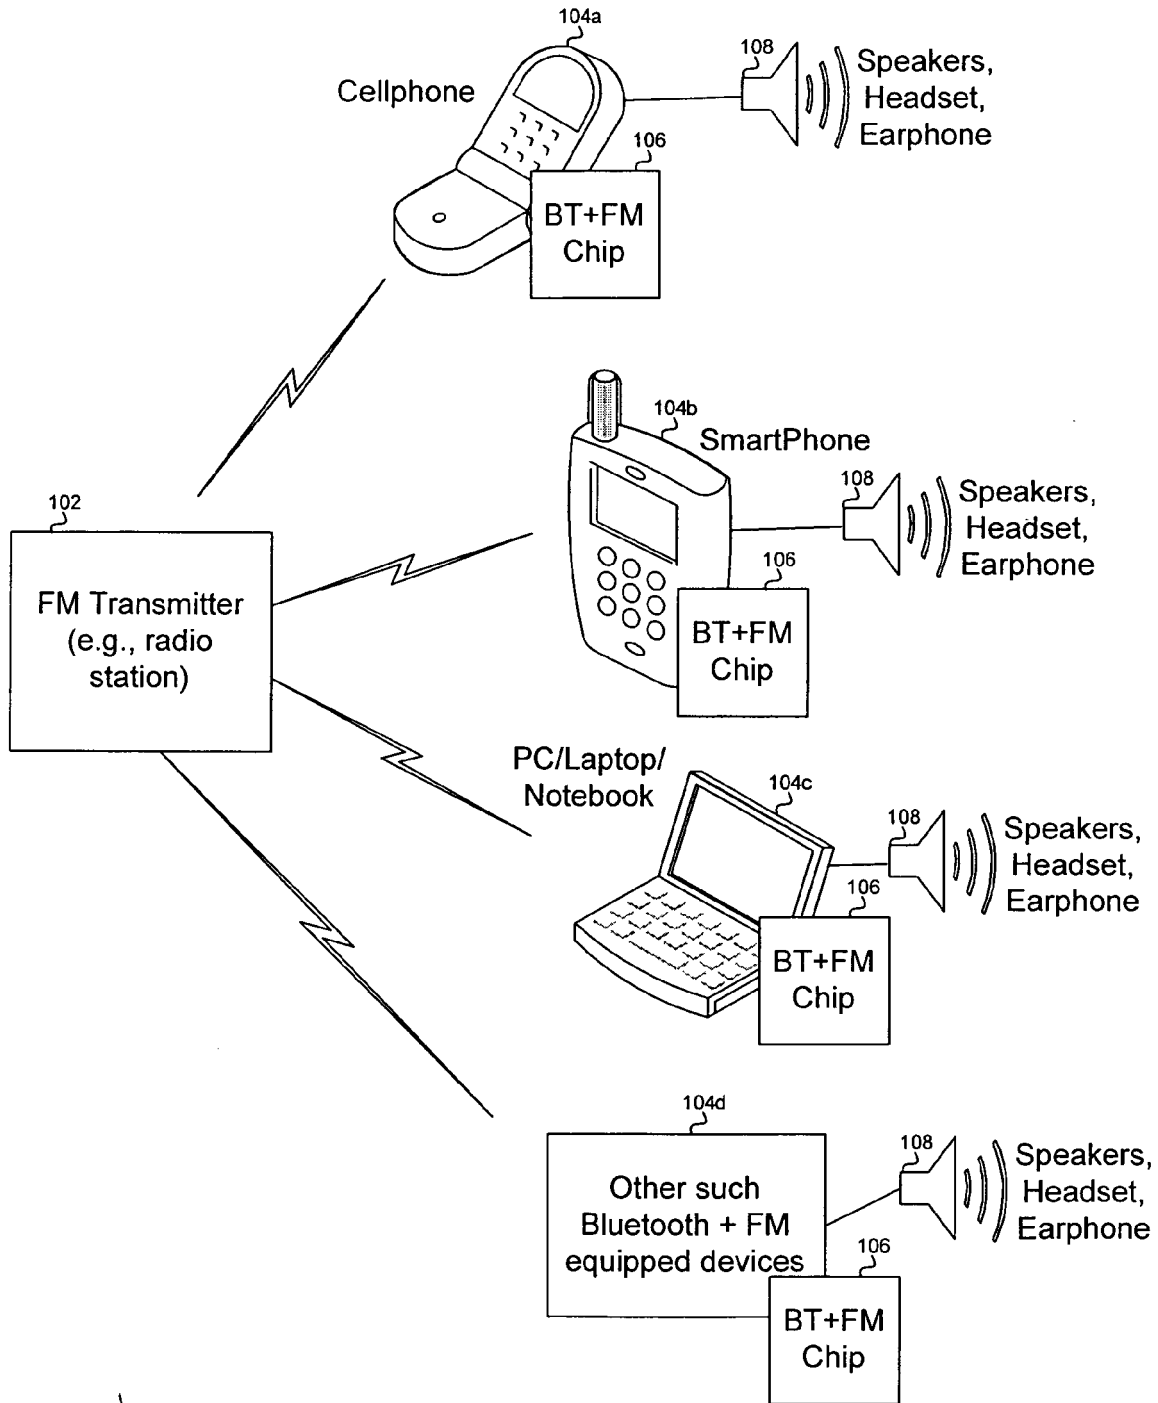 104a
Cellphone
108
Speakers,
Headset,
Earphone
106
BT+FM
Chip
104b
SmartPhone
108
Speakers,
Headset,
Earphone
106
BT+FM
Chip
102
FM Transmitter
(e.g., radio
station)
PC/Laptop/
Notebook
104c
108
Speakers,
Headset,
Earphone
106
BT+FM
Chip
104d
Other such
Bluetooth + FM
equipped devices
108
Speakers,
Headset,
Earphone
106
BT+FM
Chip